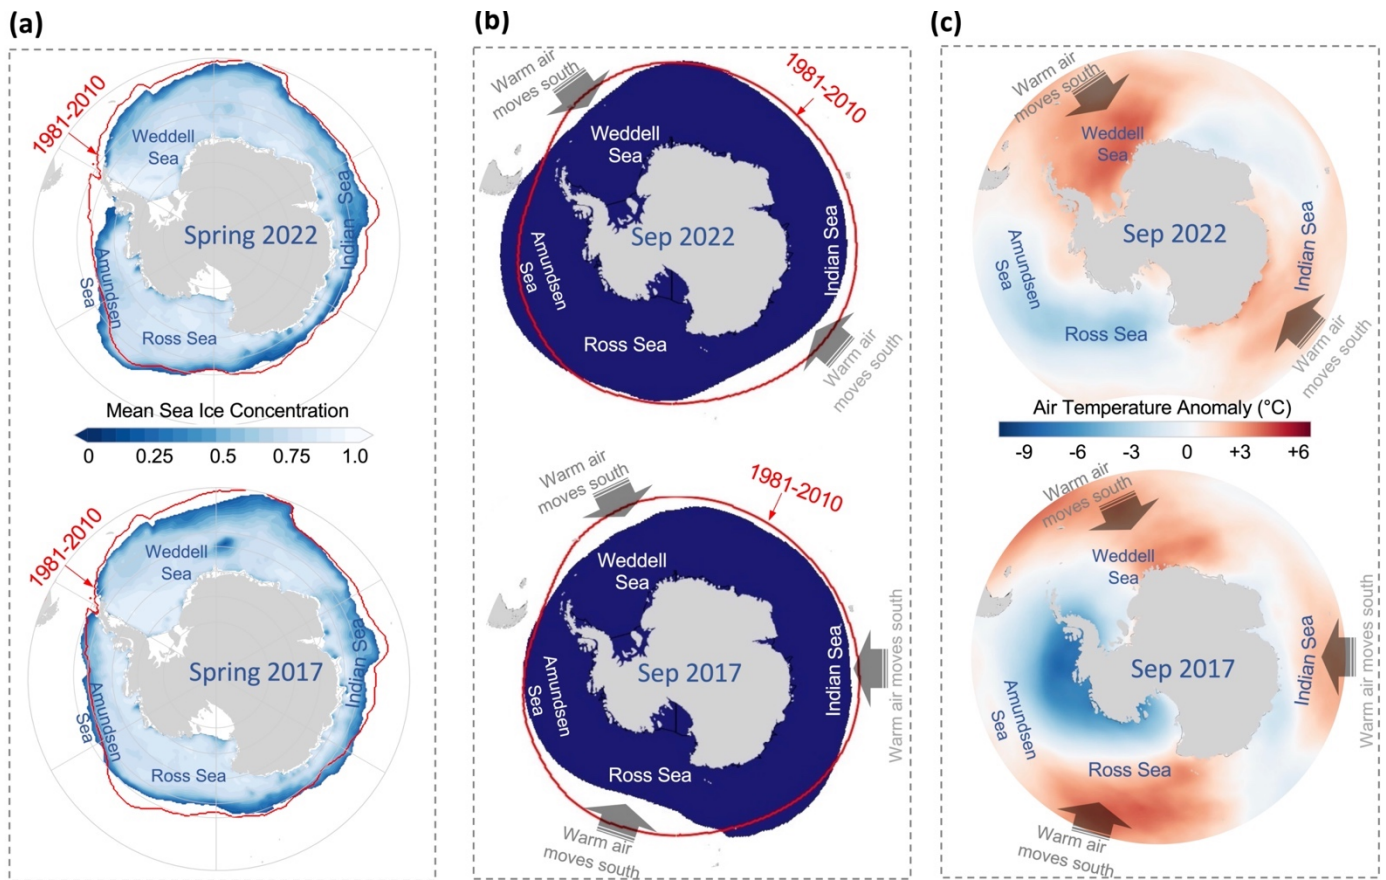 (a)
1981-2010
Weddell
Sea
Spring 2022
Indian Sea
Amundsen
Sea
Ross Sea
Mean Sea Ice Concentration
0 0.25 0.50 0.75 1.0
1981-2010
Weddell
Sea
Spring 2017
Indian Sea
Amundsen
Sea
Ross Sea
(b)
Warm air
moves south
1981-2010
Weddell
Sea
Sep 2022
Indian Sea
Amundsen
Sea
Ross Sea
Warm air
moves south
Warm air
moves south
1981-2010
Weddell
Sea
Sep 2017
Indian Sea
Warm air moves south
Amundsen
Sea
Ross Sea
Warm air
moves south
(c)
Warm air
moves south
Weddell
Sea
Sep 2022
Indian Sea
Amundsen
Sea
Ross Sea
Warm air
moves south
Air Temperature Anomaly (°C)
-9 -6 -3 0 +3 +6
Warm air
moves south
Weddell
Sea
Sep 2017
Indian Sea
Warm air moves south
Amundsen
Sea
Ross Sea
Warm air
moves south